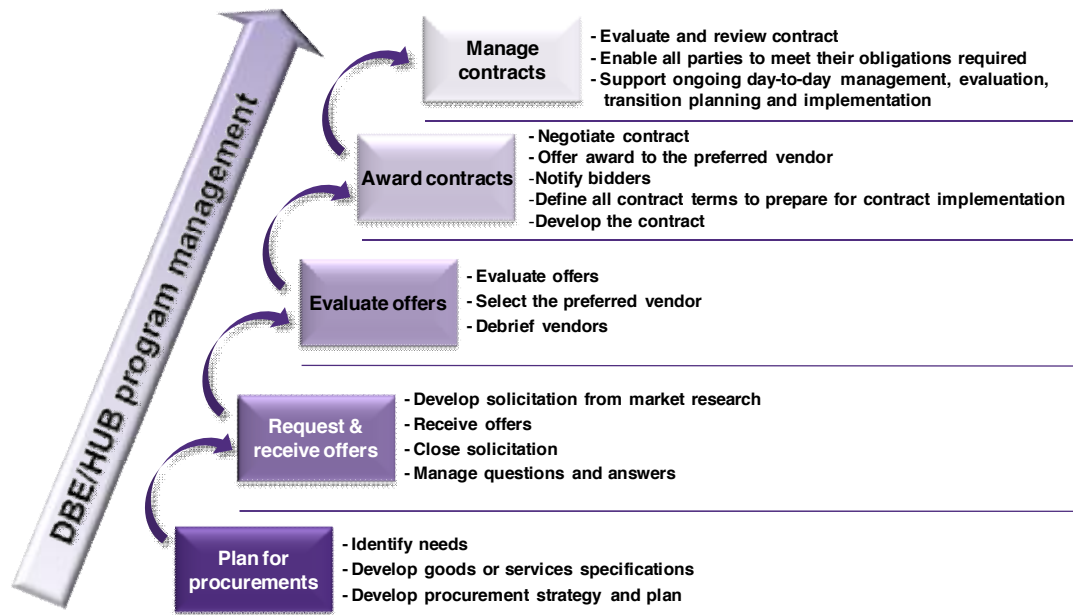 DBE/HUB program management
Manage
contracts
- Evaluate and review contract
- Enable all parties to meet their obligations required
- Support ongoing day-to-day management, evaluation,
transition planning and implementation
Award contracts
- Negotiate contract
- Offer award to the preferred vendor
-Notify bidders
-Define all contract terms to prepare for contract implementation
- Develop the contract
Evaluate offers
- Evaluate offers
- Select the preferred vendor
- Debrief vendors
Request &
receive offers
- Develop solicitation from market research
- Receive offers
- Close solicitation
- Manage questions and answers
Plan for
procurements
- Identify needs
- Develop goods or services specifications
- Develop procurement strategy and plan